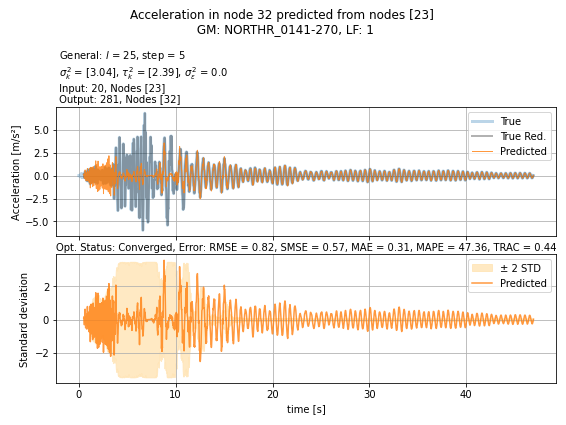 Acceleration in node 32 predicted from nodes [23]
GM: NORTHR_0141-270, LF: 1
General: l = 25, step = 5
σ²ₖ = [3.04], τ²ₖ = [2.39], σ²ε = 0.0
Input: 20, Nodes [23]
Output: 281, Nodes [32]
Acceleration [m/s²]
5.0
2.5
0.0
−2.5
−5.0
True
True Red.
Predicted
Opt. Status: Converged, Error: RMSE = 0.82, SMSE = 0.57, MAE = 0.31, MAPE = 47.36, TRAC = 0.44
Standard deviation
2
0
−2
± 2 STD
Predicted
0 10 20 30 40
time [s]